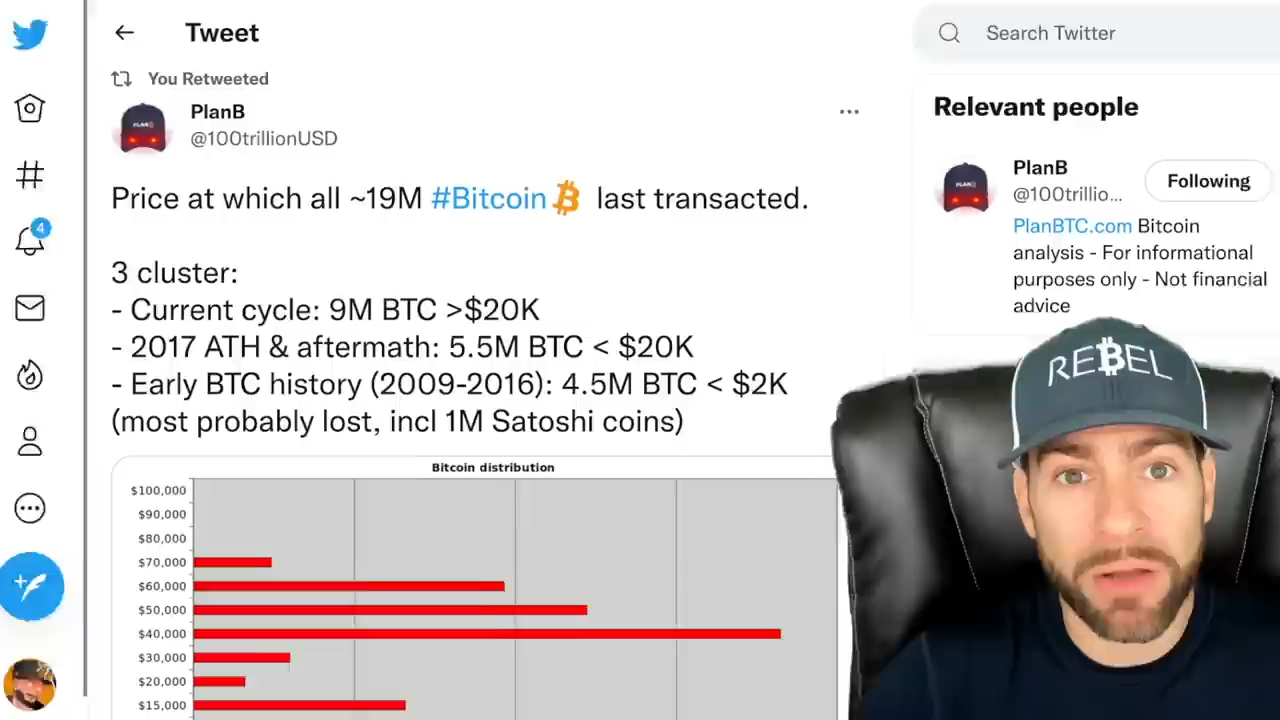 Tweet
Search Twitter
You Retweeted
PlanB
@100trillionUSD
Price at which all ~19M #Bitcoin last transacted.
3 cluster:
- Current cycle: 9M BTC >$20K
- 2017 ATH & aftermath: 5.5M BTC < $20K
- Early BTC history (2009-2016): 4.5M BTC < $2K
(most probably lost, incl 1M Satoshi coins)
Bitcoin distribution
$100,000
$90,000
$80,000
$70,000
$60,000
$50,000
$40,000
$30,000
$20,000
$15,000
4
Relevant people
PlanB
@100trillio...
Following
PlanBTC.com Bitcoin
analysis - For informational
purposes only - Not financial
advice
REBEL
PLANB
PLANB